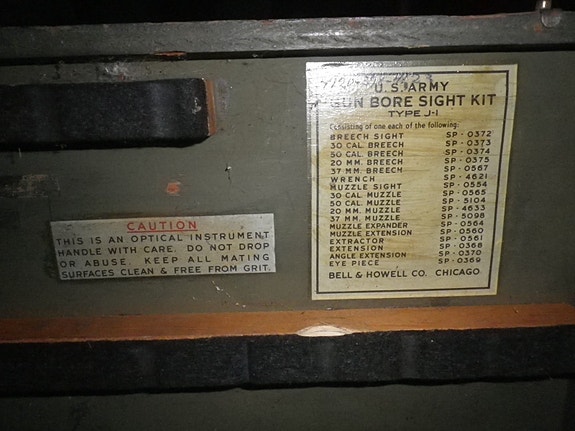 U.S. ARMY
GUN BORE SIGHT KIT
TYPE J-1
Consisting of one each of the following:
BREECH SIGHT SP-0372
30 CAL. BREECH SP-0373
50 CAL. BREECH SP-0374
20 MM. BREECH SP-0375
37 MM. BREECH SP-0567
WRENCH SP-4621
MUZZLE SIGHT SP-0554
30 CAL. MUZZLE SP-0565
50 CAL. MUZZLE SP-5104
20 MM. MUZZLE SP-4633
37 MM. MUZZLE SP-5098
MUZZLE EXPANDER SP-0564
MUZZLE EXTENSION SP-0560
EXTRACTOR SP-0561
EXTENSION SP-0368
ANGLE EXTENSION SP-0370
EYE PIECE SP-0369
BELL & HOWELL CO. CHICAGO
CAUTION
THIS IS AN OPTICAL INSTRUMENT
HANDLE WITH CARE. DO NOT DROP
OR ABUSE. KEEP ALL MATING
SURFACES CLEAN & FREE FROM GRIT.